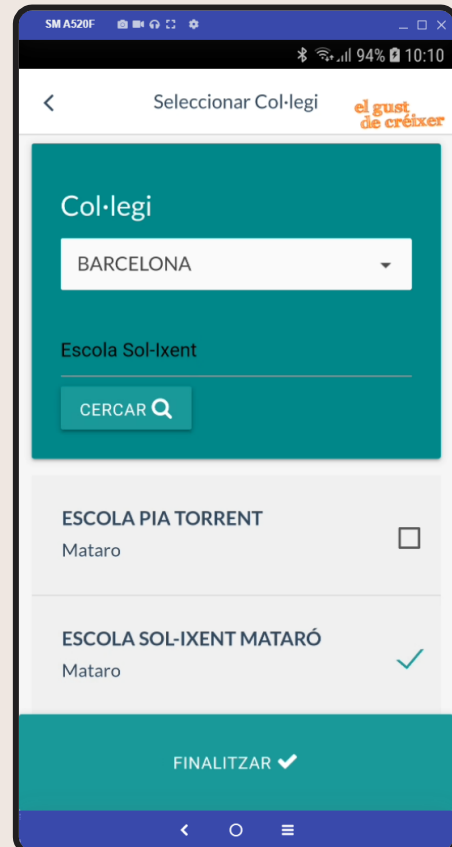 SM A520F
94% 10:10
Seleccionar Col·legi
el gust
de créixer
Col·legi
BARCELONA
Escola Sol-Ixent
CERCAR
ESCOLA PIA TORRENT
Mataro
ESCOLA SOL-IXENT MATARÓ
Mataro
FINALITZAR